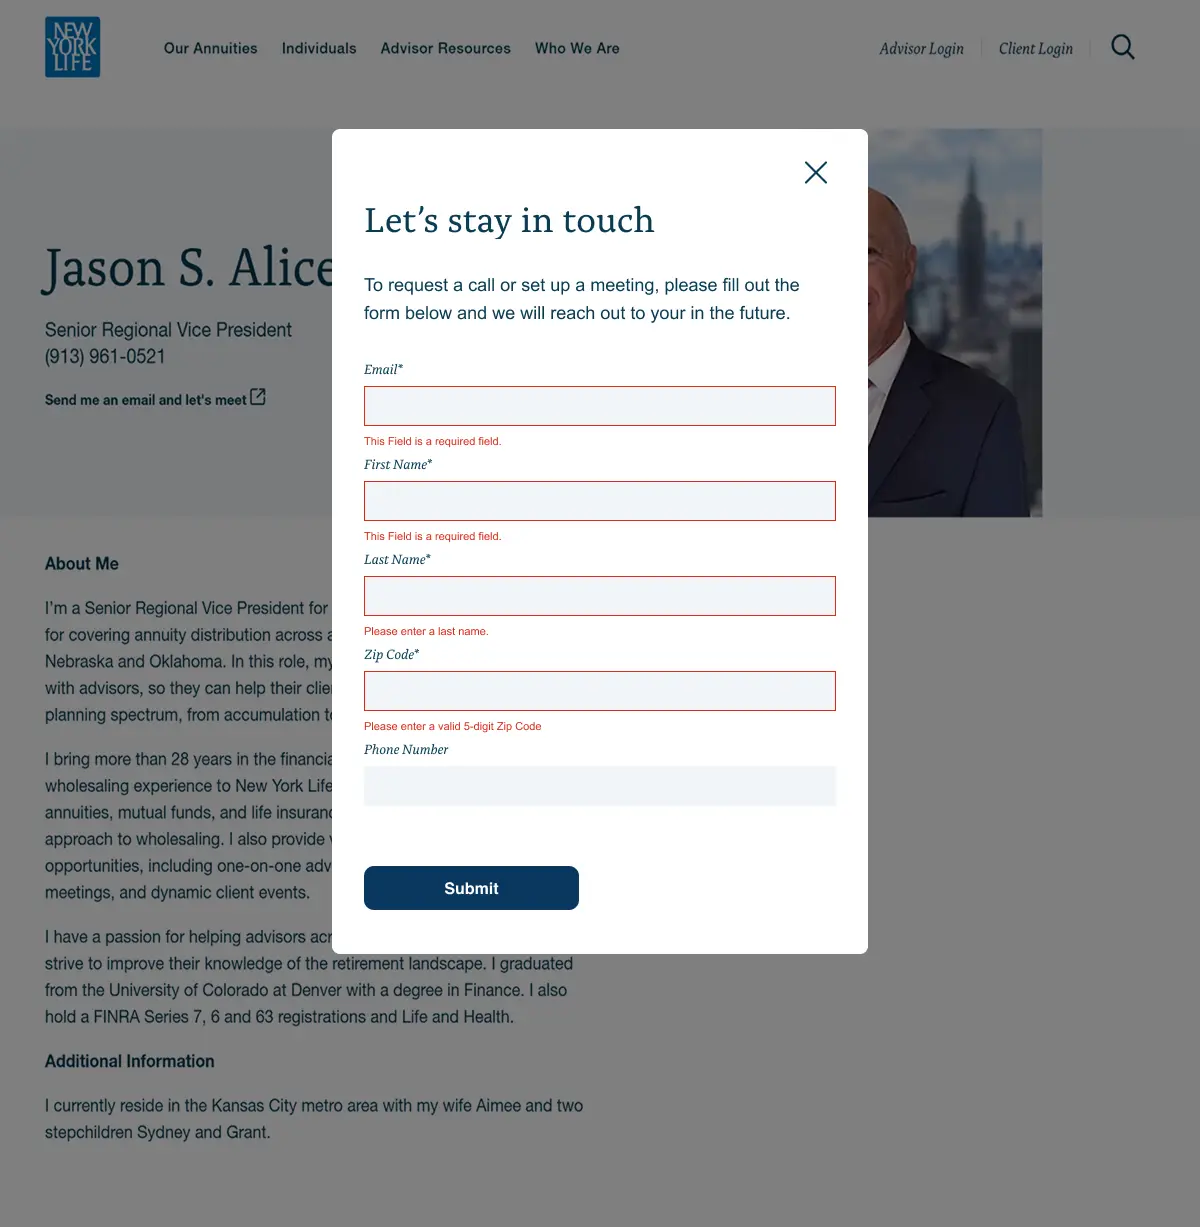 NEW
YORK
LIFE
Our Annuities Individuals Advisor Resources Who We Are
Advisor Login Client Login
Jason S. Alice
Senior Regional Vice President
(913) 961-0521
Send me an email and let's meet
Let’s stay in touch
To request a call or set up a meeting, please fill out the
form below and we will reach out to your in the future.
Email*
This Field is a required field.
First Name*
This Field is a required field.
Last Name*
Please enter a last name.
Zip Code*
Please enter a valid 5-digit Zip Code
Phone Number
Submit
About Me
I’m a Senior Regional Vice President for
for covering annuity distribution across
Nebraska and Oklahoma. In this role, my
with advisors, so they can help their
planning spectrum, from accumulation
I bring more than 28 years in the
wholesaling experience to New York Life
annuities, mutual funds, and life
approach to wholesaling. I also provide
opportunities, including one-on-one
meetings, and dynamic client events.
I have a passion for helping advisors
strive to improve their knowledge of the retirement landscape. I graduated
from the University of Colorado at Denver with a degree in Finance. I also
hold a FINRA Series 7, 6 and 63 registrations and Life and Health.
Additional Information
I currently reside in the Kansas City metro area with my wife Aimee and two
stepchildren Sydney and Grant.